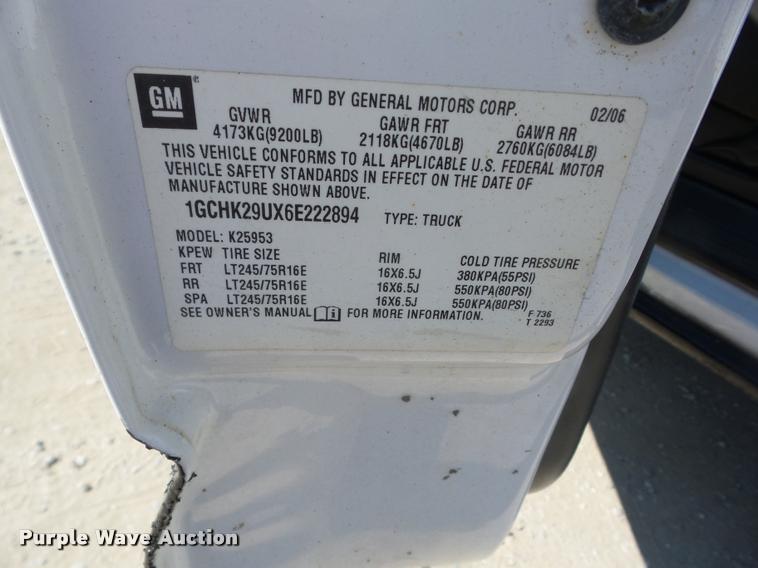 GM ® MFD BY GENERAL MOTORS CORP. 02/06
GVWR GAWR FRT GAWR RR
4173KG(9200LB) 2118KG(4670LB) 2760KG(6084LB)
THIS VEHICLE CONFORMS TO ALL APPLICABLE U.S. FEDERAL MOTOR
VEHICLE SAFETY STANDARDS IN EFFECT ON THE DATE OF
MANUFACTURE SHOWN ABOVE.
1GCHK29UX6E222894 TYPE: TRUCK
MODEL: K25953
KPEW TIRE SIZE RIM COLD TIRE PRESSURE
FRT LT245/75R16E 16X6.5J 380KPA(55PSI)
RR LT245/75R16E 16X6.5J 550KPA(80PSI)
SPA LT245/75R16E 16X6.5J 550KPA(80PSI)
SEE OWNER'S MANUAL FOR MORE INFORMATION. F 736
T 2293
Purple Wave Auction